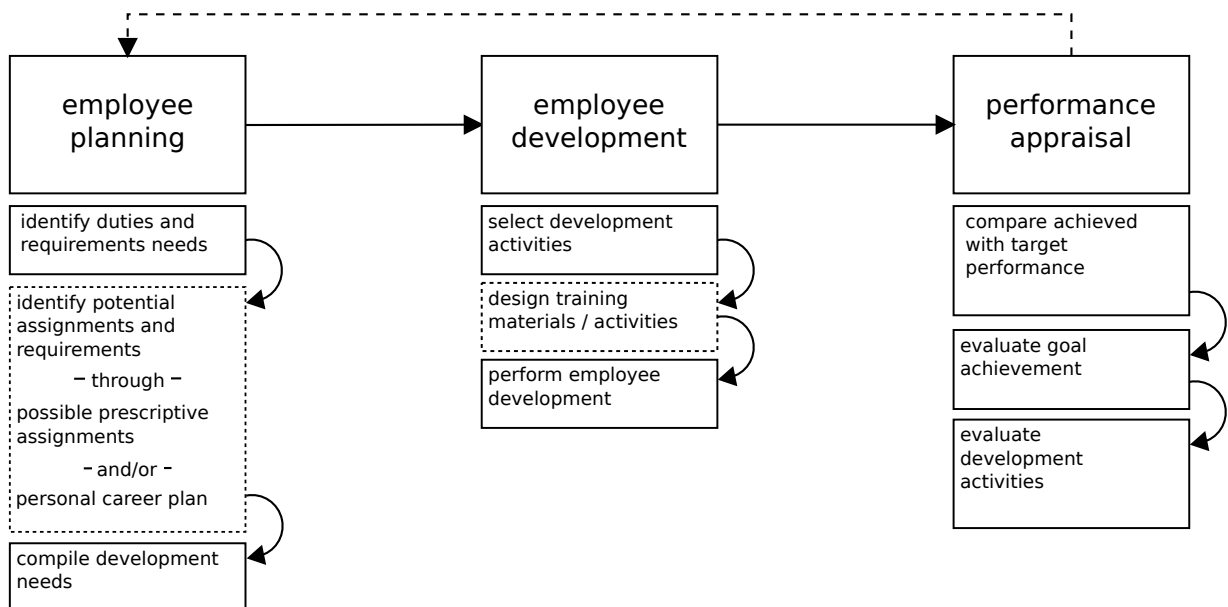 employee
planning
employee
development
performance
appraisal
identify duties and
requirements needs
identify potential
assignments and
requirements
– through –
possible prescriptive
assignments
– and/or –
personal career plan
compile development
needs
select development
activities
design training
materials / activities
perform employee
development
compare achieved
with target
performance
evaluate goal
achievement
evaluate
development
activities